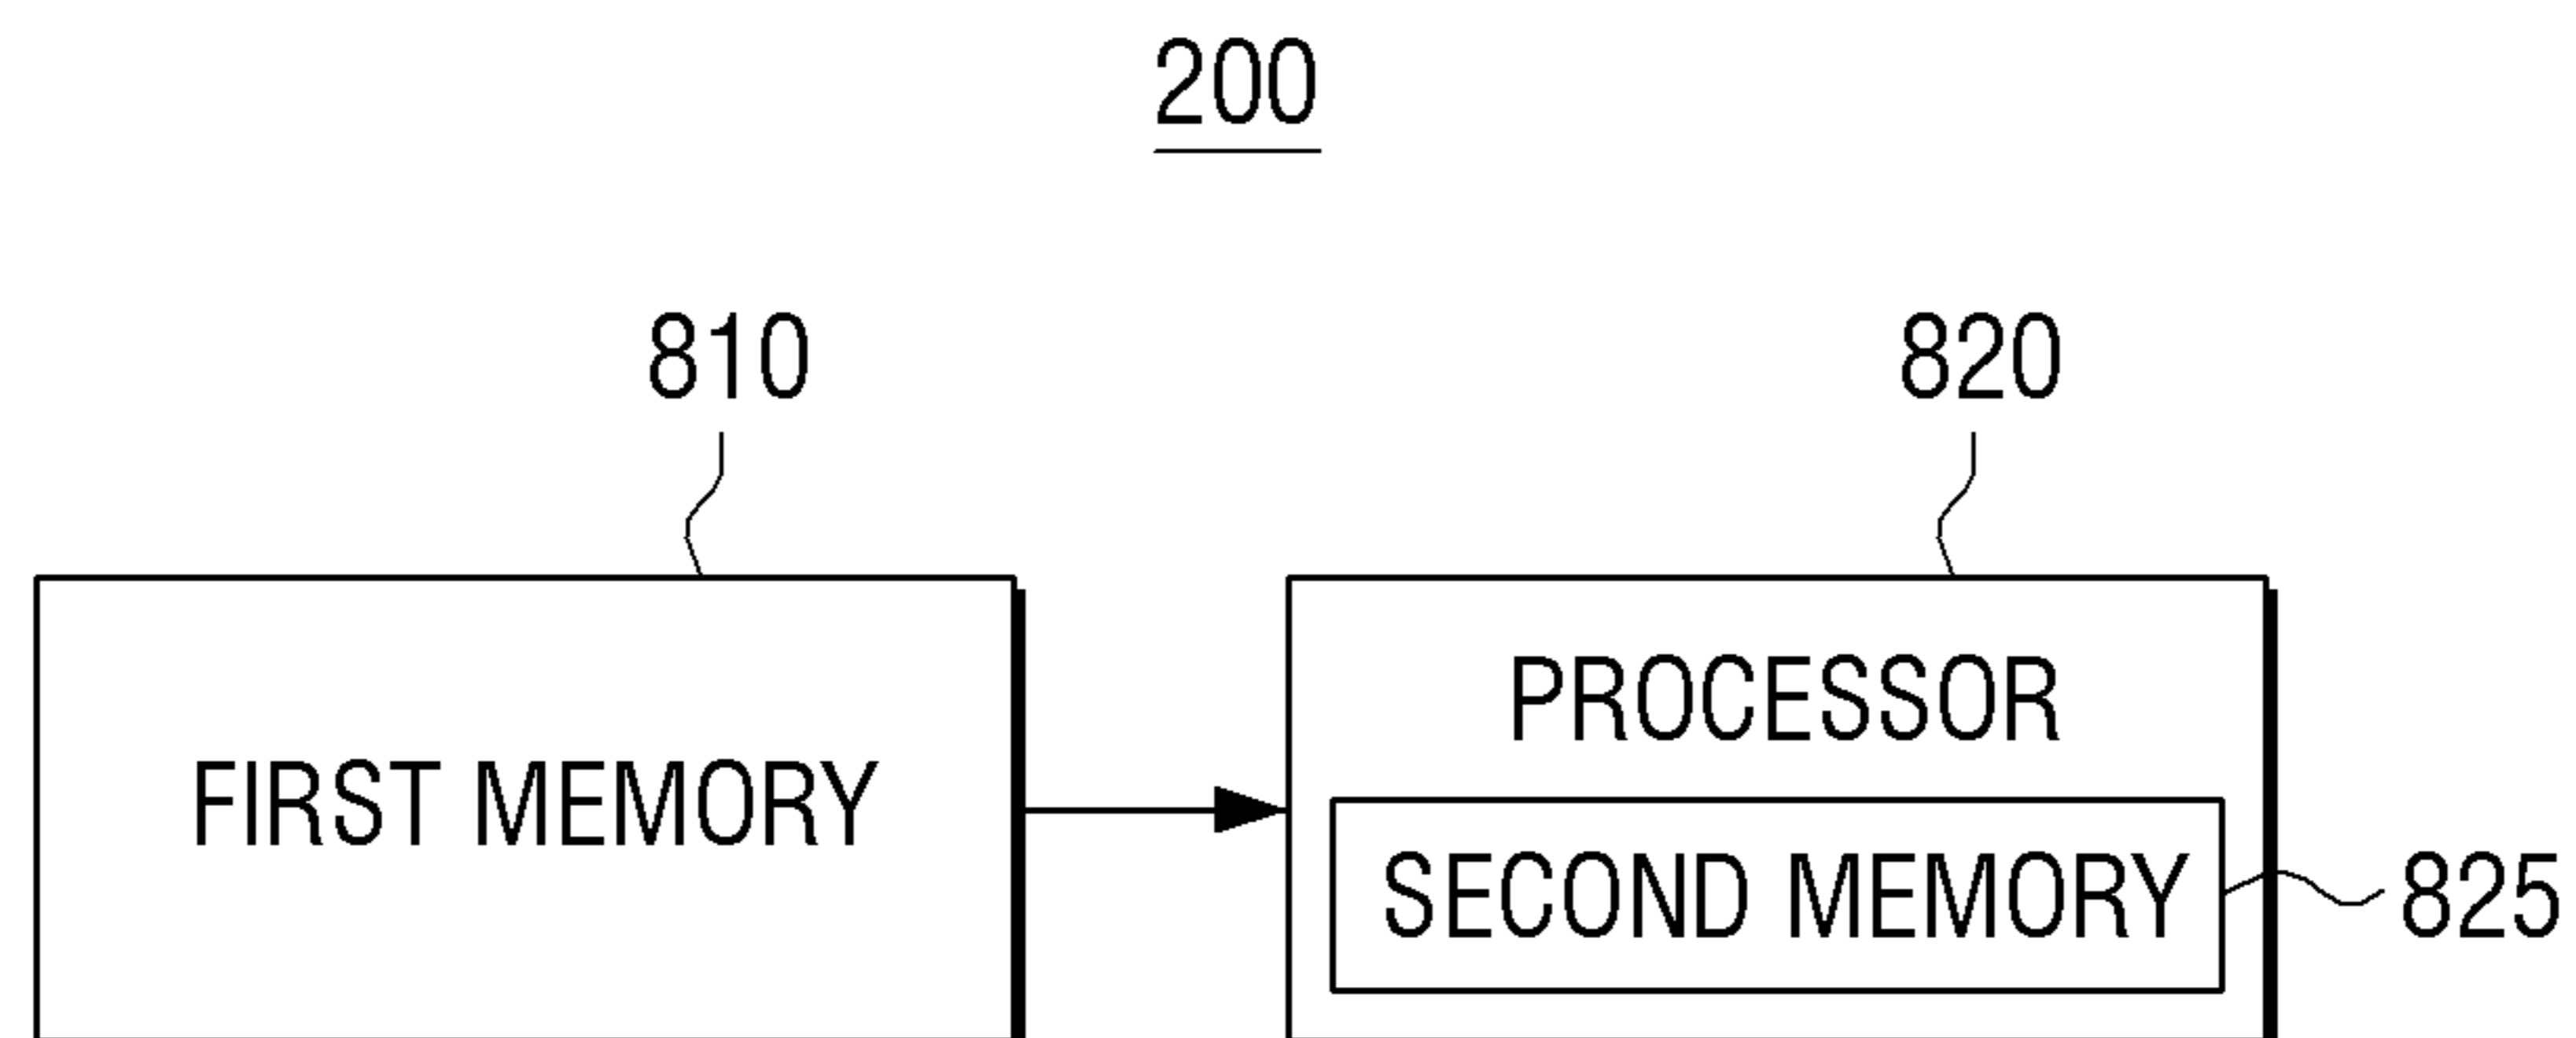 200
810
820
PROCESSOR
FIRST MEMORY
SECOND MEMORY
825